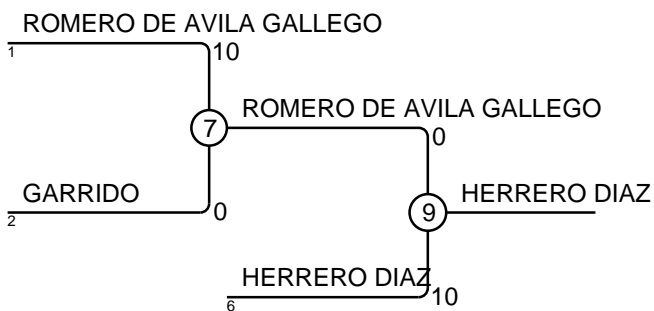 ROMERO DE AVILA GALLEGO
1
10
7
ROMERO DE AVILA GALLEGO
0
GARRIDO
2
0
9
HERRERO DIAZ
HERRERO DIAZ
6
10